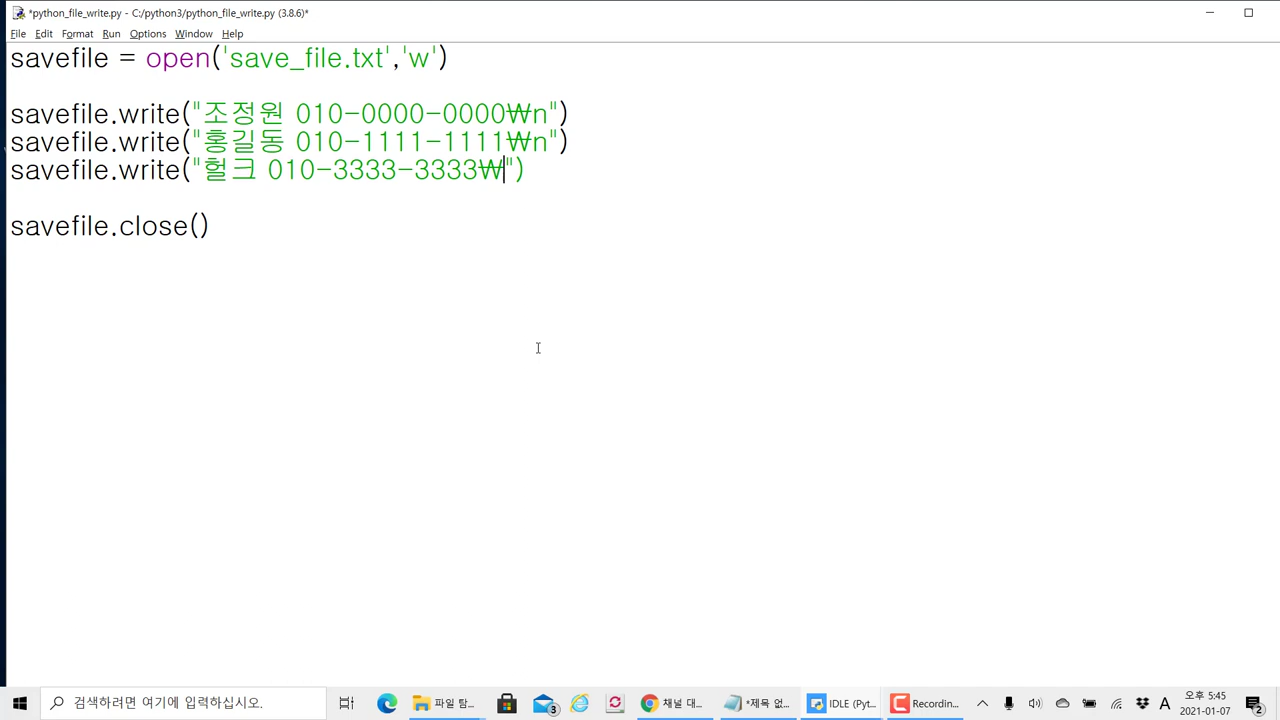 *python_file_write.py - C:/python3/python_file_write.py (3.8.6)*
File Edit Format Run Options Window Help
savefile = open('save_file.txt','w')
savefile.write("조정원 010-0000-0000₩n")
savefile.write("홍길동 010-1111-1111₩n")
savefile.write("헐크 010-3333-3333₩")
savefile.close()
검색하려면 여기에 입력하십시오.
3
파일 탐...
채널 대...
*제목 없...
IDLE (Pyt...
Recordin...
A
오후 5:45
2021-01-07
2